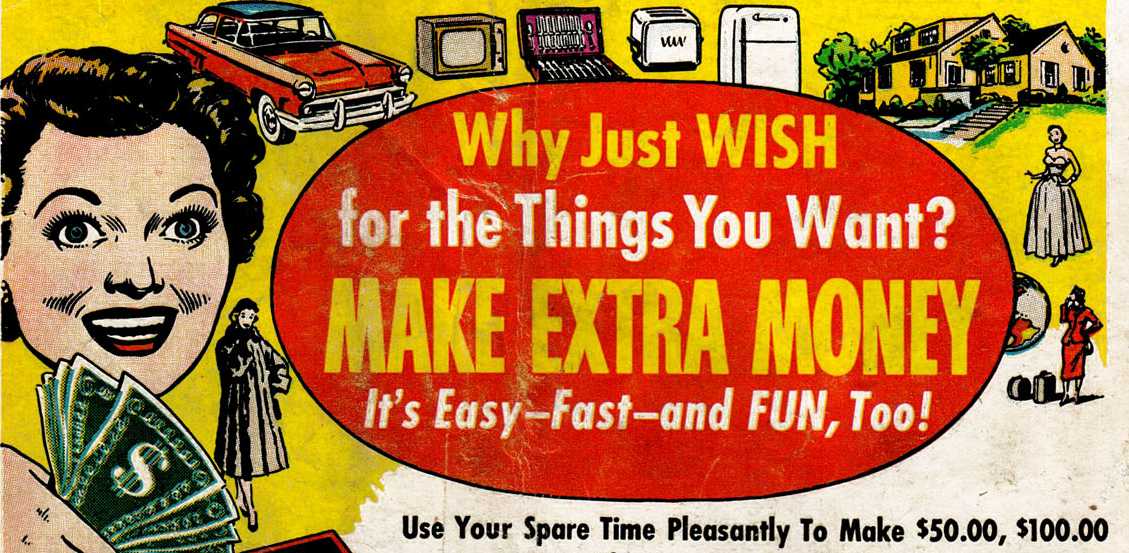 Why Just WISH
for the Things You Want?
MAKE EXTRA MONEY
It's Easy–Fast–and FUN, Too!
$
Use Your Spare Time Pleasantly To Make $50.00, $100.00